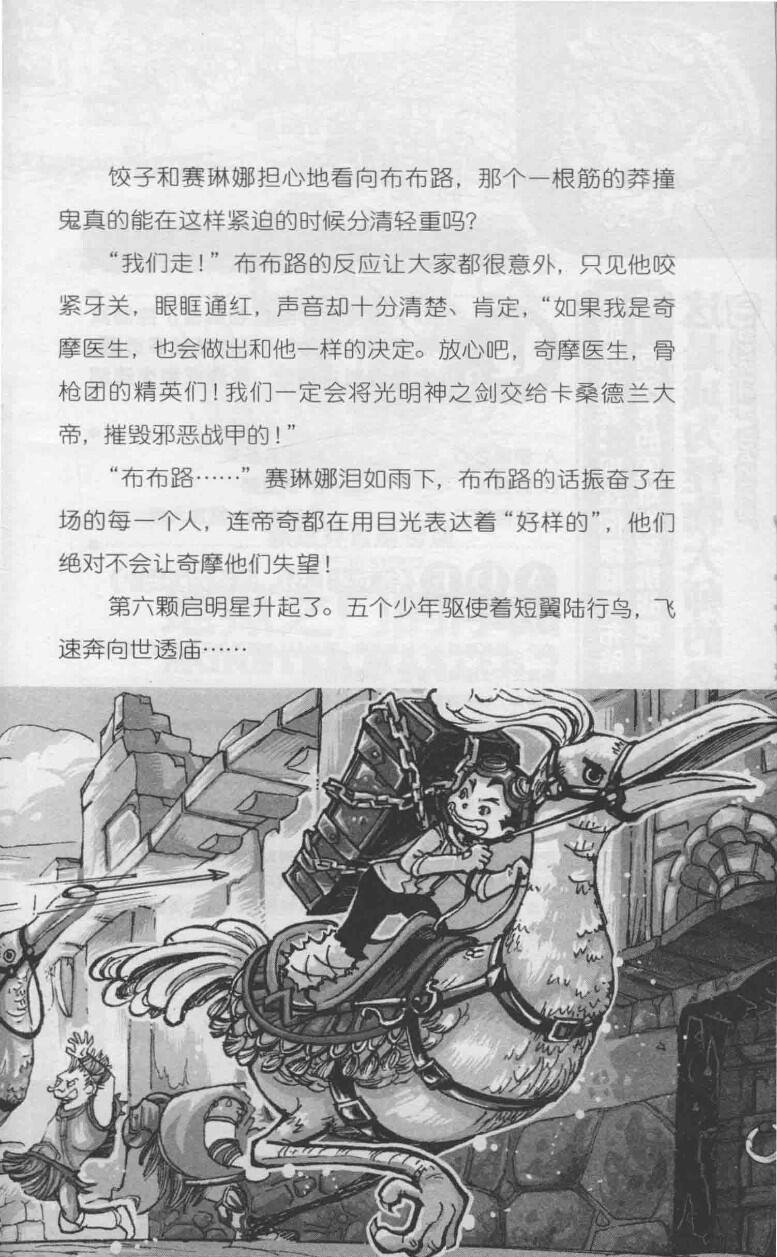 饺子和赛琳娜担心地看向布布路，那个一根筋的莽撞
鬼真的能在这样紧迫的时候分清轻重吗？
“我们走！”布布路的反应让大家都很意外，只见他咬
紧牙关，眼眶通红，声音却十分清楚、肯定，“如果我是奇
摩医生，也会做出和他一样的决定。放心吧，奇摩医生，骨
枪团的精英们！我们一定会将光明神之剑交给卡桑德兰大
帝，摧毁邪恶战甲的！”
“布布路……”赛琳娜泪如雨下，布布路的话振奋了在
场的每一个人，连帝奇都在用目光表达着“好样的”，他们
绝对不会让奇摩他们失望！
第六颗启明星升起了。五个少年驱使着短翼陆行鸟，飞
速奔向世透庙……